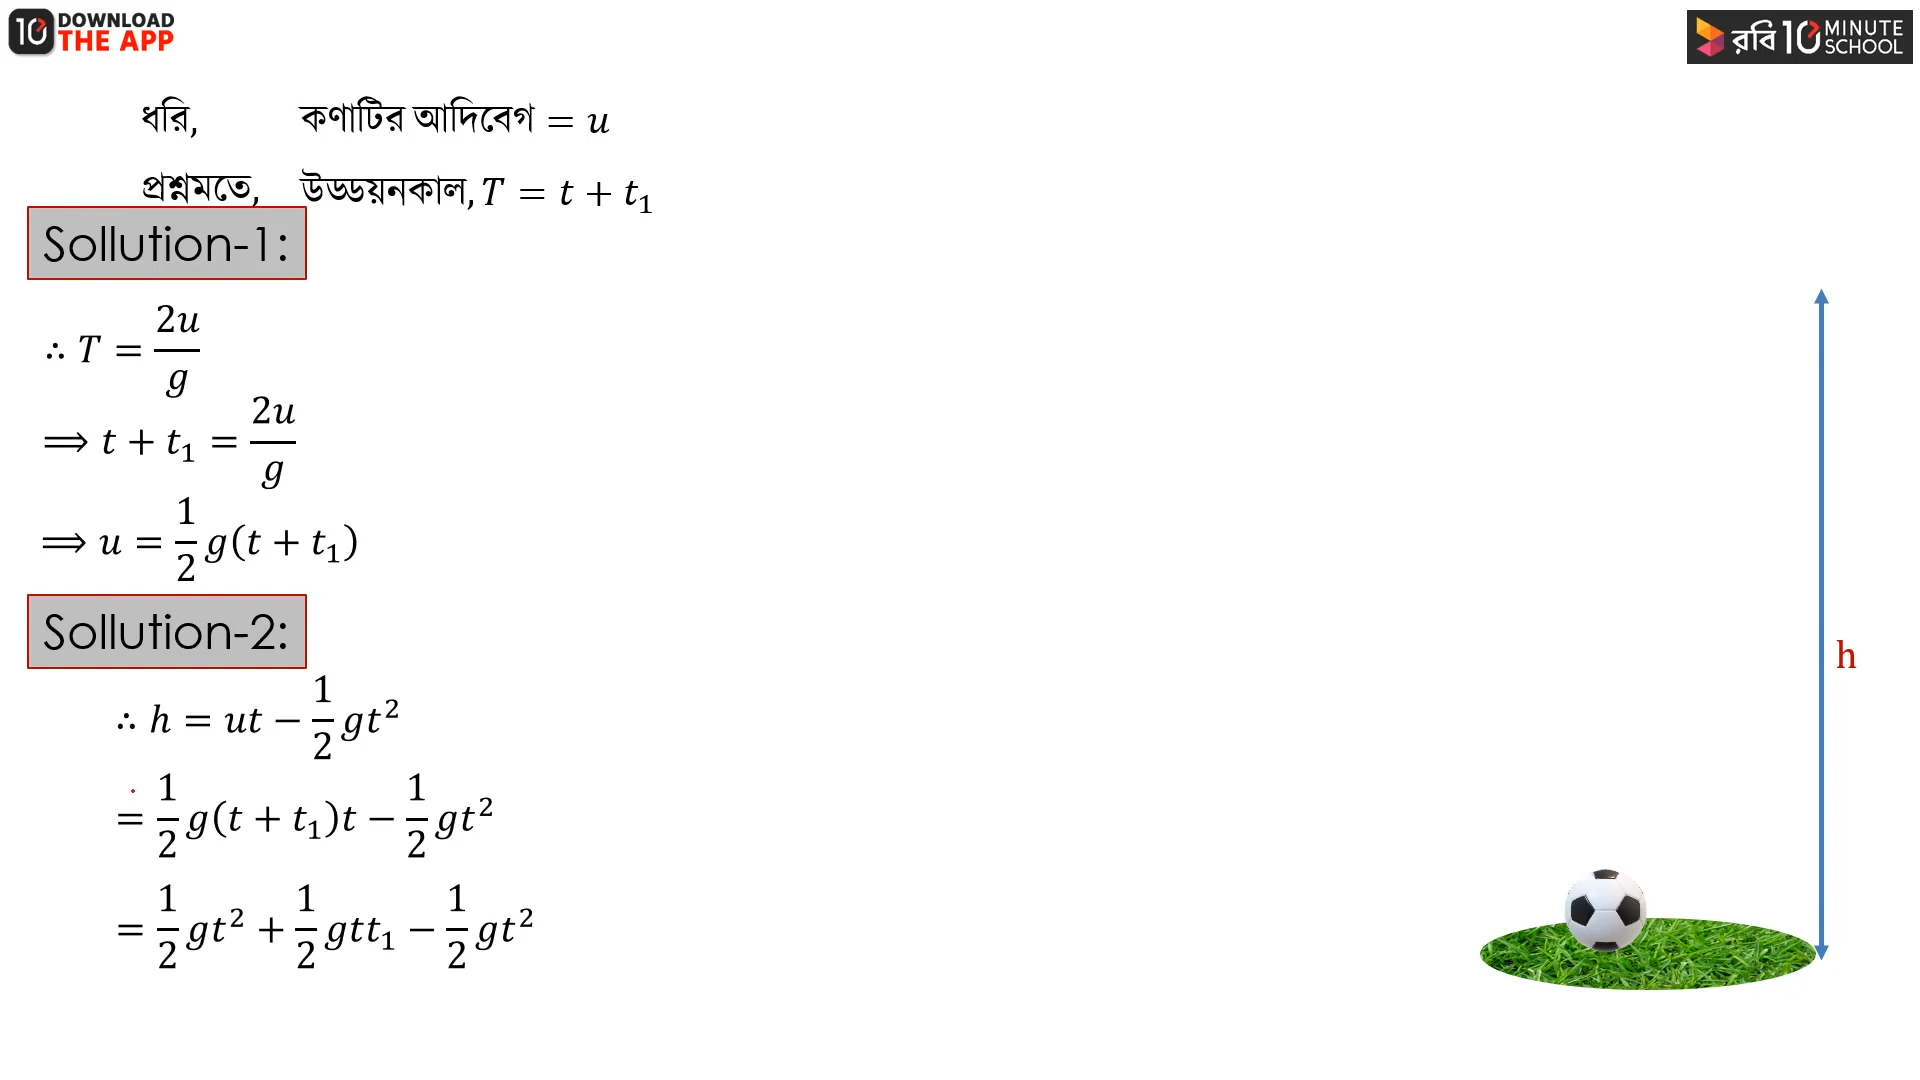 10 DOWNLOAD THE APP
রবি 10 MINUTE SCHOOL
ধরি, কণাটির আদিবেগ = u
প্রশ্নমতে, উড্ডয়নকাল, T = t + t₁
Sollution-1:
∴ T = 2u/g
⟹ t + t₁ = 2u/g
⟹ u = 1/2 g(t + t₁)
Sollution-2:
∴ h = ut − 1/2 gt²
= 1/2 g(t + t₁)t − 1/2 gt²
= 1/2 gt² + 1/2 gtt₁ − 1/2 gt²
h